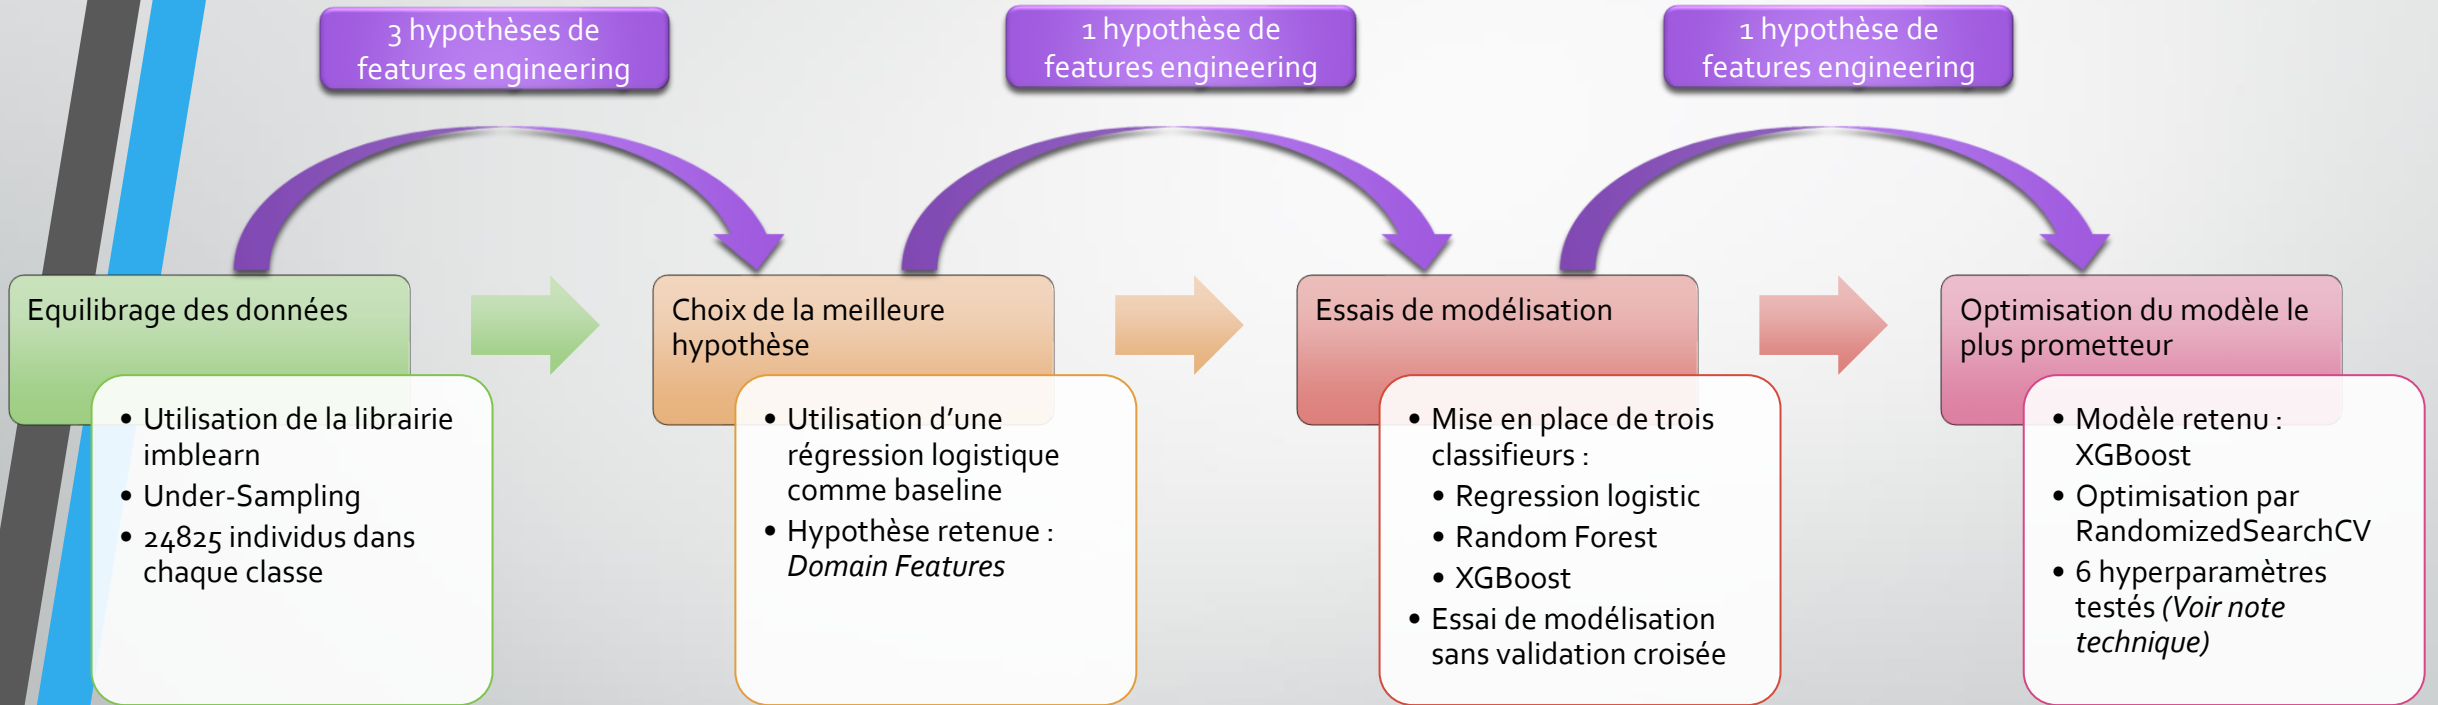 3 hypothèses de
features engineering
1 hypothèse de
features engineering
1 hypothèse de
features engineering
Equilibrage des données
• Utilisation de la librairie
imblearn
• Under-Sampling
• 24825 individus dans
chaque classe
Choix de la meilleure
hypothèse
• Utilisation d’une
régression logistique
comme baseline
• Hypothèse retenue :
Domain Features
Essais de modélisation
• Mise en place de trois
classifieurs :
• Regression logistic
• Random Forest
• XGBoost
• Essai de modélisation
sans validation croisée
Optimisation du modèle le
plus prometteur
• Modèle retenu :
XGBoost
• Optimisation par
RandomizedSearchCV
• 6 hyperparamètres
testés (Voir note
technique)